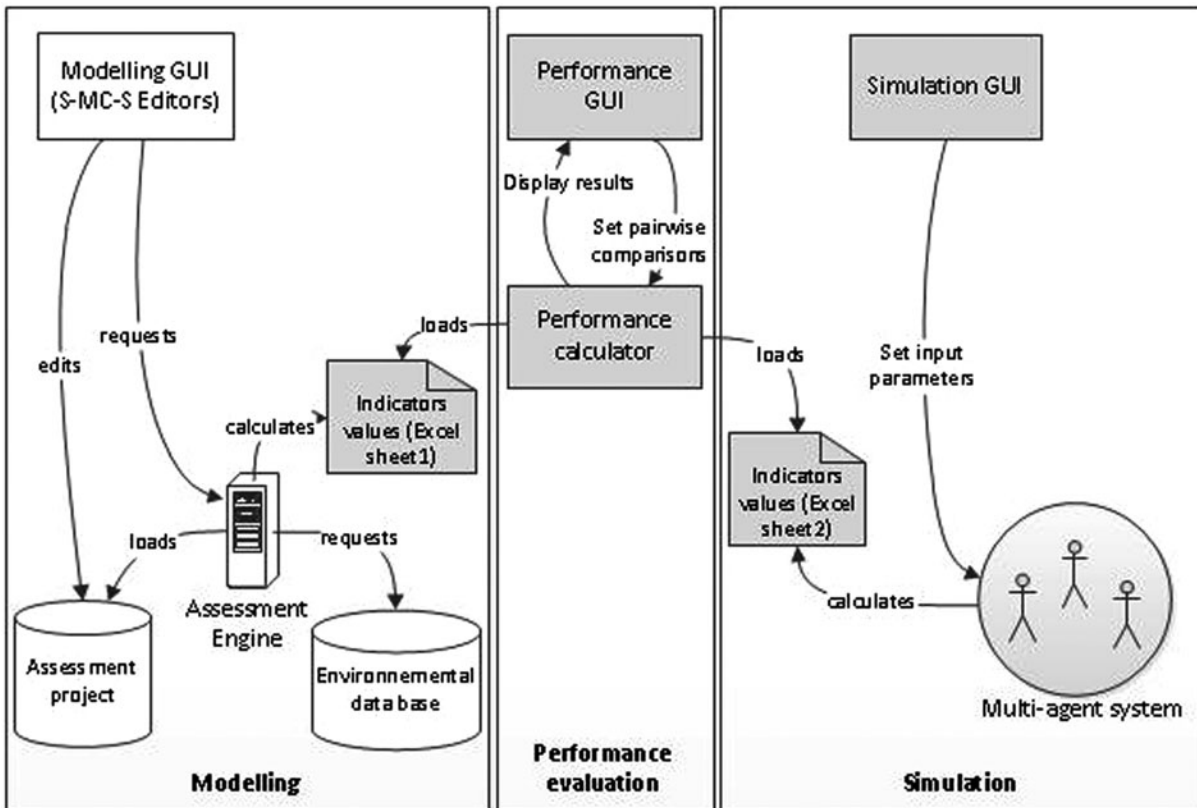 Modelling GUI
(S-MC-S Editors)
edits
requests
calculates
loads
Indicators
values (Excel
sheet1)
loads
requests
Assessment
Engine
Assessment
project
Environnemental
database
Modelling
Performance
GUI
Display results
Set pairwise
comparisons
Performance
calculator
Performance
evaluation
Simulation GUI
loads
Set input
parameters
Indicators
values (Excel
sheet2)
calculates
Multi-agent system
Simulation